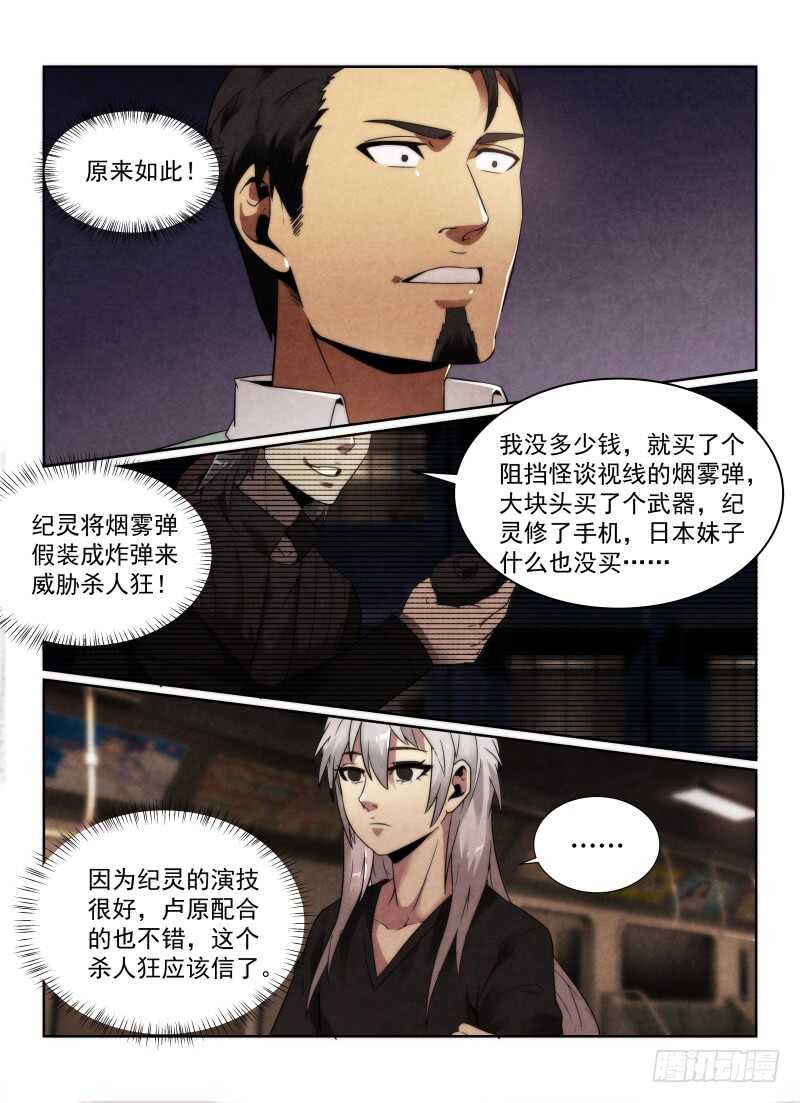 原来如此！
我没多少钱，就买了个
阻挡怪谈视线的烟雾弹，
大块头买了个武器，纪
灵修了手机，日本妹子
什么也没买……
纪灵将烟雾弹
假装成炸弹来
威胁杀人狂！
……
因为纪灵的演技
很好，卢原配合
的也不错，这个
杀人狂应该信了。
腾讯动漫